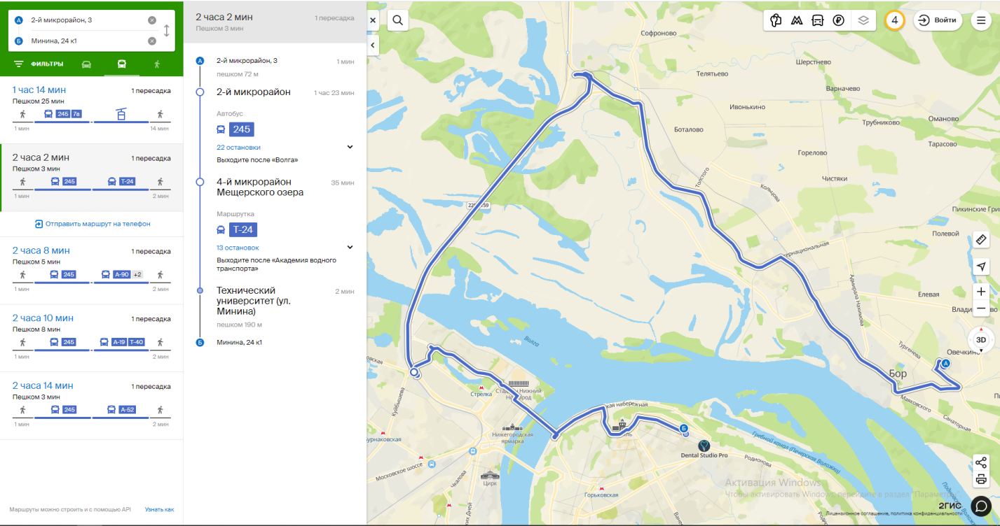 А 2-й микрорайон, 3
Б Минина, 24 к1
ФИЛЬТРЫ
1 час 14 мин 1 пересадка
Пешком 25 мин
245 7а
1 мин 14 мин
2 часа 2 мин 1 пересадка
Пешком 3 мин
245 Т-24
1 мин 2 мин
Отправить маршрут на телефон
2 часа 8 мин 1 пересадка
Пешком 5 мин
245 А-90 +2
1 мин 2 мин
2 часа 10 мин 1 пересадка
Пешком 8 мин
245 А-19 Т-40
1 мин 2 мин
2 часа 14 мин 1 пересадка
Пешком 3 мин
245 А-52
1 мин 2 мин
Маршруты можно строить и с помощью API Узнать как
2 часа 2 мин 1 пересадка
Пешком 3 мин
А 2-й микрорайон, 3 1 мин
пешком 72 м
2-й микрорайон 1 час 23 мин
Автобус
245
22 остановки
Выходите после «Волга»
4-й микрорайон 35 мин
Мещерского озера
Маршрутка
Т-24
13 остановок
Выходите после «Академия водного
транспорта»
Технический 2 мин
университет (ул.
Минина)
пешком 190 м
Б Минина, 24 к1
4 Войти
Софроново
Шерстнево
Телятьево
Варначево
Ивонькино
Оманово
Трубниково
Боталово
Тарасово
Горелово
Толстого
Чистяки
Кольцова
Пикинские Гри
Полевой
тернациональная
Адмирала Нахимова
Елевая
Влади во
3D
Волга
Тургенева
Овечкино
А
Бор
Маяковского
Санаторная
Куйбышева
Стрелка
Нижний
кая набережная
Нижегородская
ярмарка
Бурнаковская
Б
Dental Studio Pro
Гребной канал (Печерская Воложка)
Родионова
Московское шоссе
Чкалова
Цирк
Горьковская
Активация Windows
Чтобы активировать Windows, перейдите в раздел "Параметры".
2ГИС
Лицензионное соглашение, политика конфиденциальности